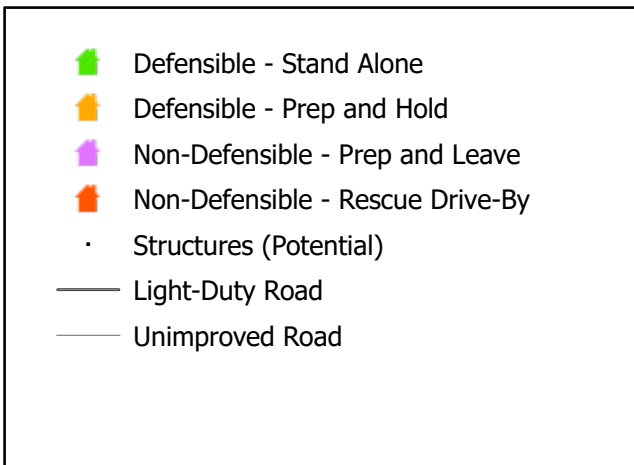 Defensible - Stand Alone
Defensible - Prep and Hold
Non-Defensible - Prep and Leave
Non-Defensible - Rescue Drive-By
Structures (Potential)
Light-Duty Road
Unimproved Road